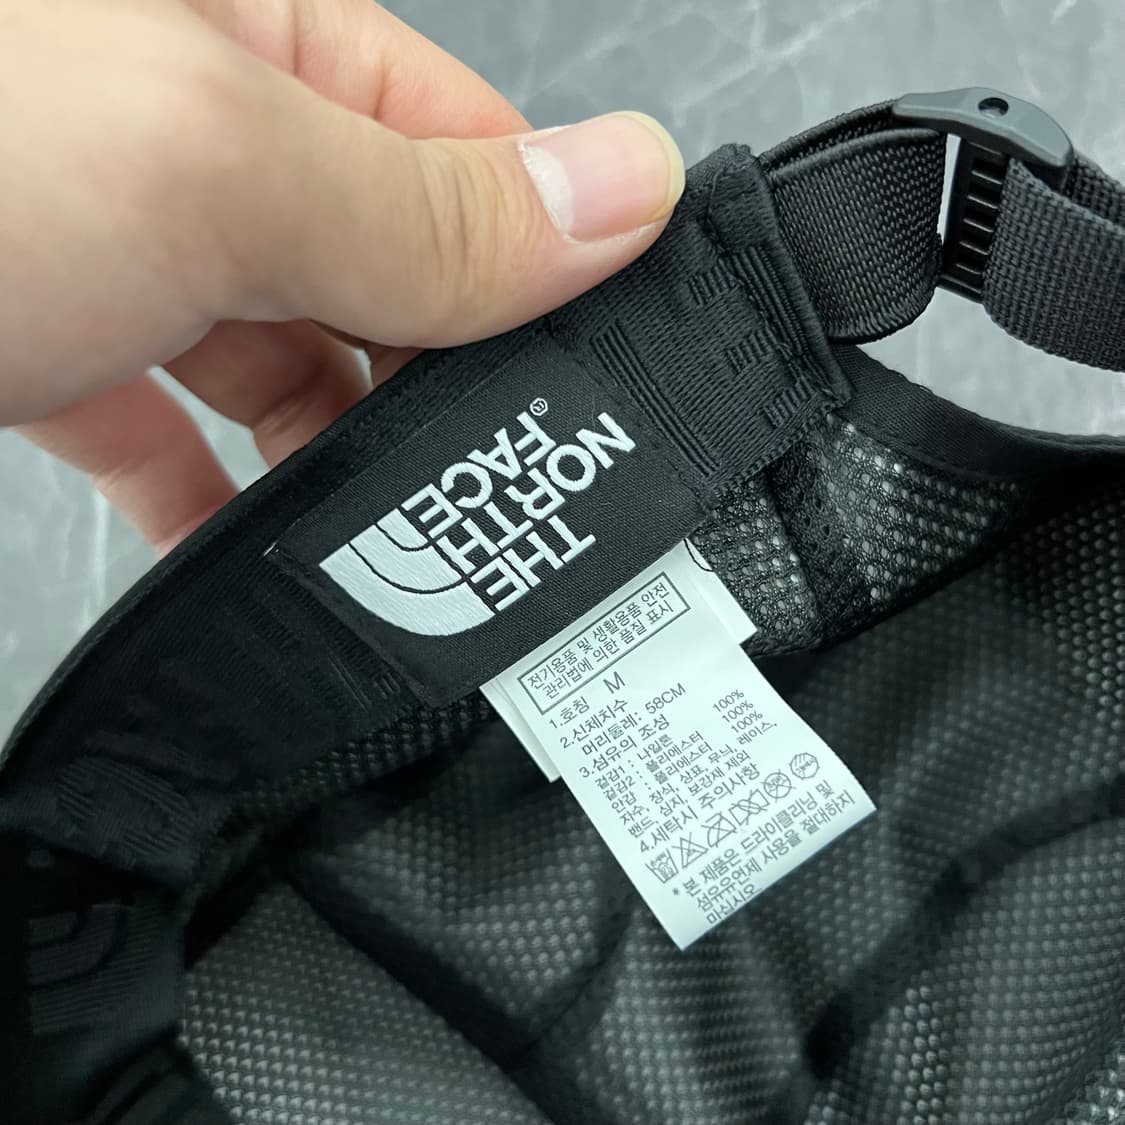 THE
NORTH
FACE®
전기용품 및 생활용품 안전
관리법에 의한 품질 표시
1.호칭 M
2.신체치수
머리둘레: 58CM
3.섬유의 조성
겉감1 : 나일론 100%
겉감2 : 폴리에스터 100%
안감 : 폴리에스터 100%
자수, 장식, 상표, 무늬, 레이스,
밴드, 심지, 보강재 제외
4.세탁시 주의사항
* 본 제품은 드라이클리닝 및
섬유유연제 사용을 절대하지
마십시오